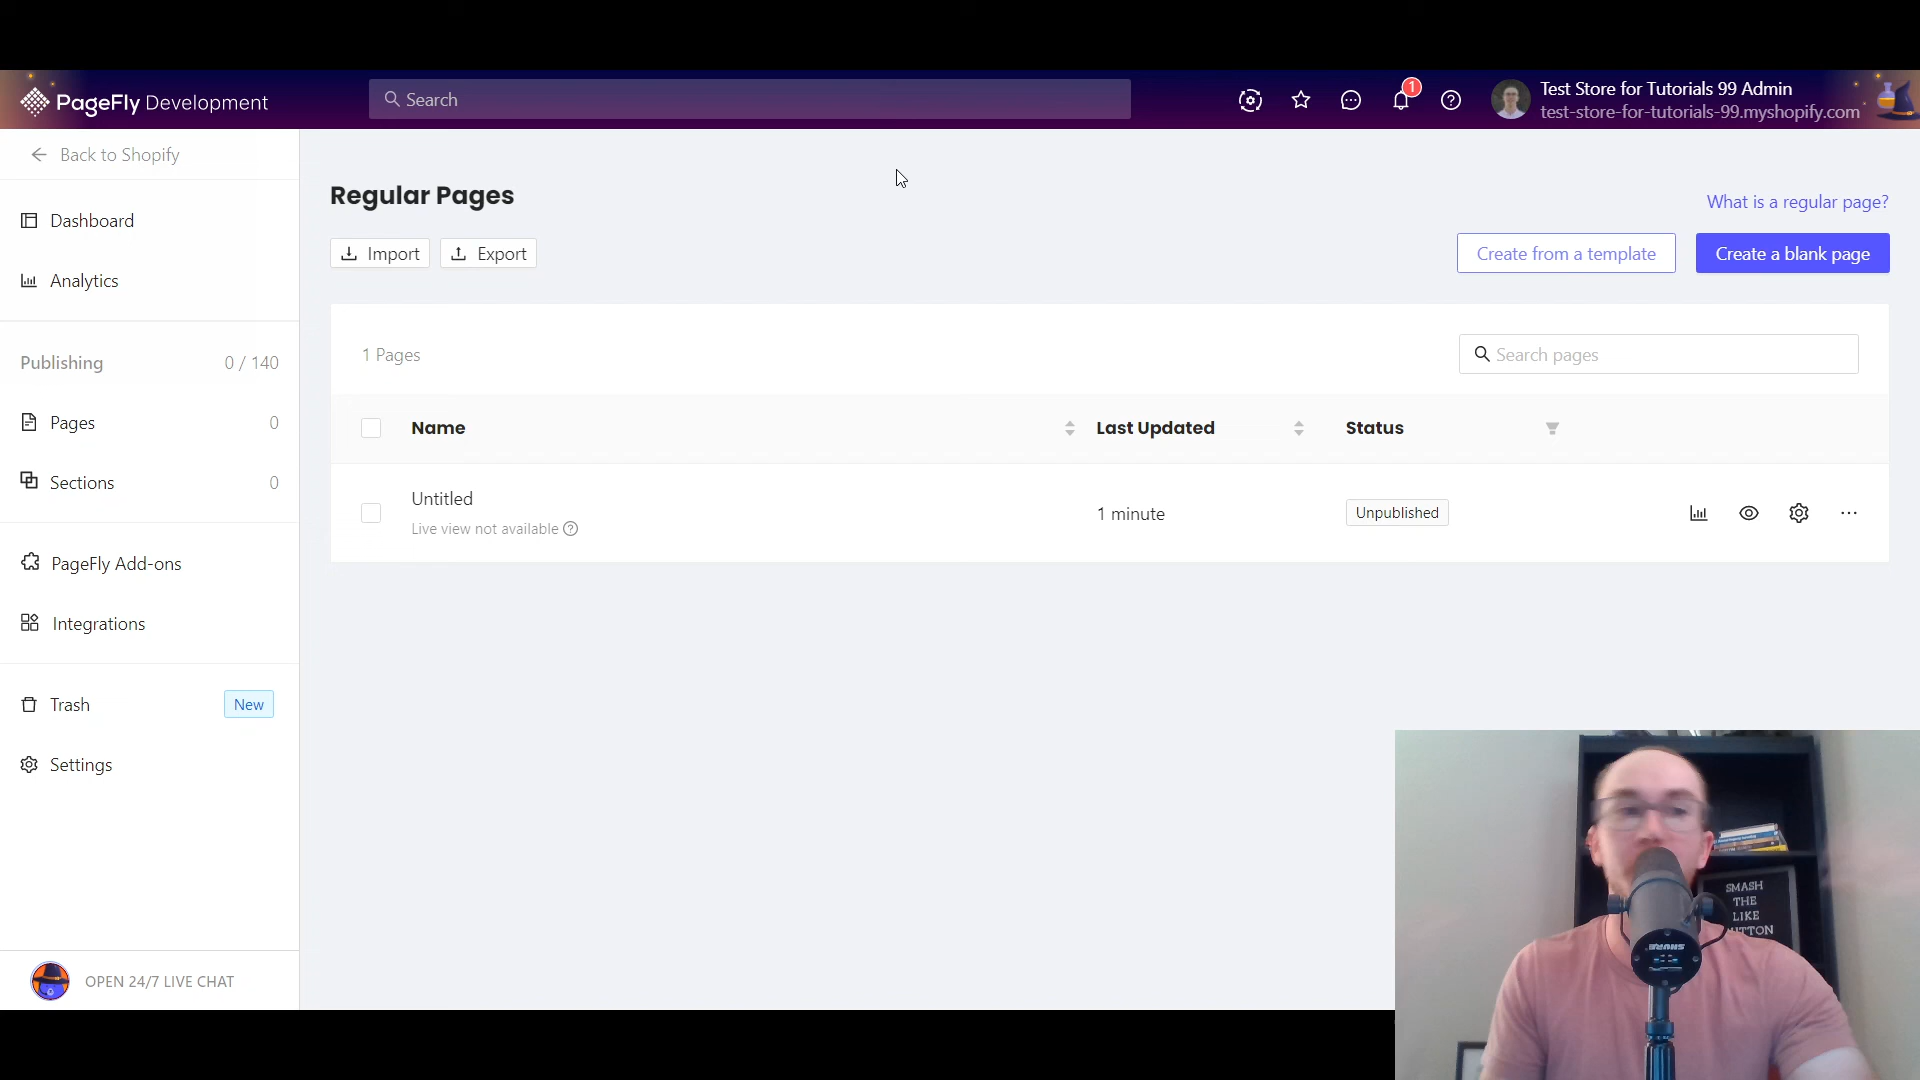 PageFly Development
Search
1
Test Store for Tutorials 99 Admin
test-store-for-tutorials-99.myshopify.com
Back to Shopify
Dashboard
Analytics
Publishing 0 / 140
Pages 0
Sections 0
PageFly Add-ons
Integrations
Trash New
Settings
OPEN 24/7 LIVE CHAT
Regular Pages
What is a regular page?
Import Export
Create from a template Create a blank page
1 Pages
Search pages
Name Last Updated Status
Untitled
Live view not available
1 minute
Unpublished
SMASH
THE
LIKE
UTTON